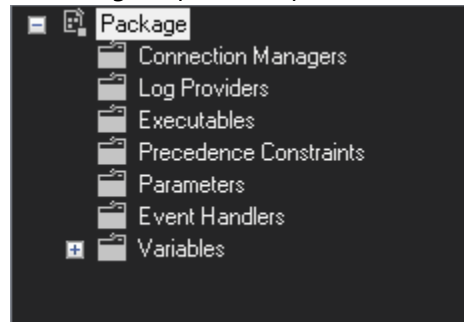 Package
Connection Managers
Log Providers
Executables
Precedence Constraints
Parameters
Event Handlers
Variables